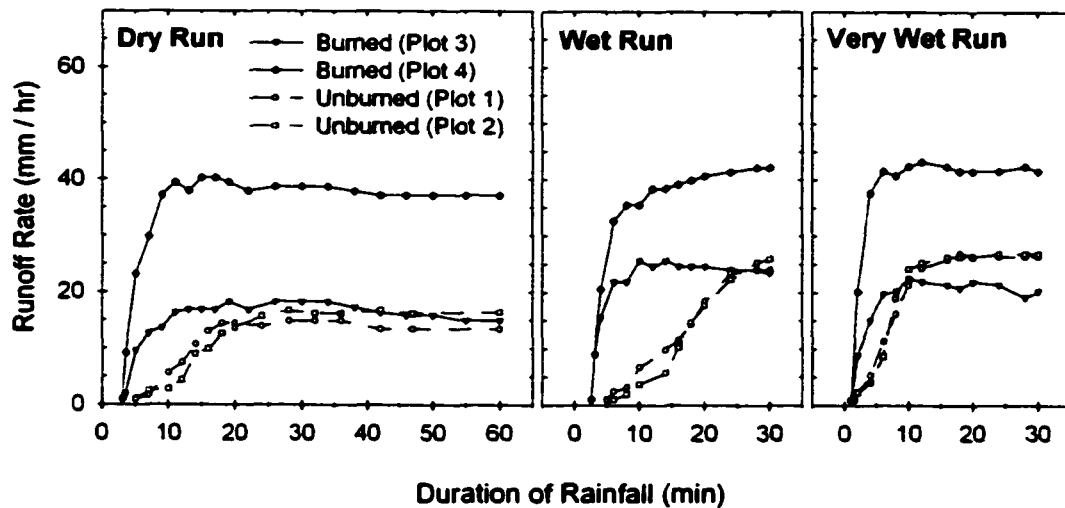 Dry Run
Burned (Plot 3)
Burned (Plot 4)
Unburned (Plot 1)
Unburned (Plot 2)
Wet Run
Very Wet Run
Runoff Rate (mm / hr)
60
40
20
0
0 10 20 30 40 50 60
0 10 20 30
0 10 20 30
Duration of Rainfall (min)